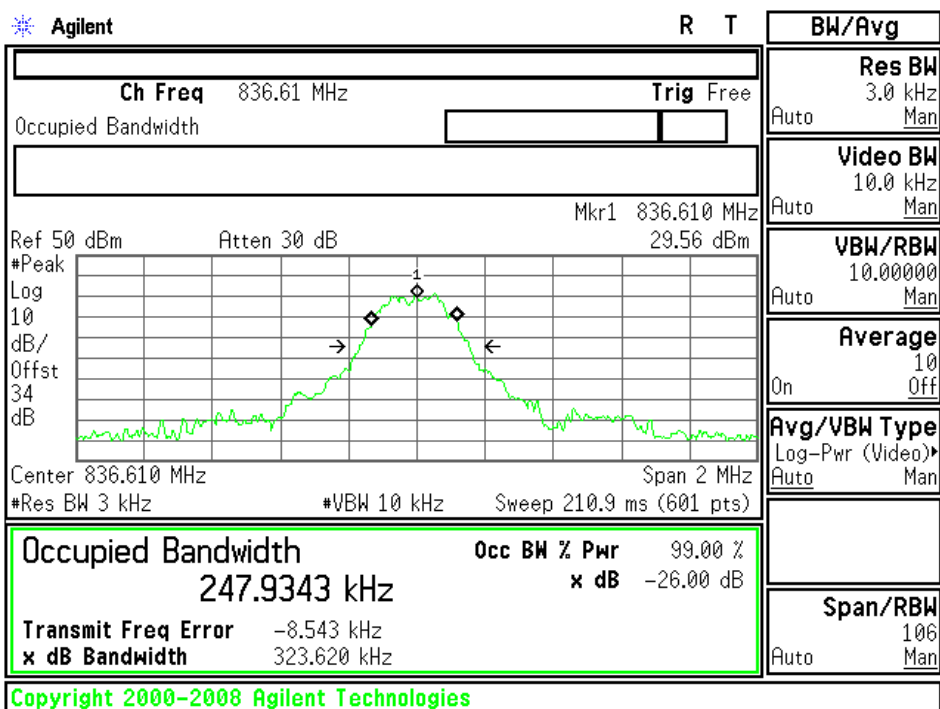 Agilent R T BW/Avg
Ch Freq 836.61 MHz Trig Free
Occupied Bandwidth
Mkr1 836.610 MHz
Ref 50 dBm Atten 30 dB 29.56 dBm
#Peak
Log
10
dB/
Offst
34
dB
1
Center 836.610 MHz Span 2 MHz
#Res BW 3 kHz #VBW 10 kHz Sweep 210.9 ms (601 pts)
Occupied Bandwidth Occ BW % Pwr 99.00 %
247.9343 kHz x dB -26.00 dB
Transmit Freq Error -8.543 kHz
x dB Bandwidth 323.620 kHz
Copyright 2000-2008 Agilent Technologies
Res BW
3.0 kHz
Auto Man
Video BW
10.0 kHz
Auto Man
VBW/RBW
10.00000
Auto Man
Average
10
On Off
Avg/VBW Type
Log-Pwr (Video)
Auto Man
Span/RBW
106
Auto Man